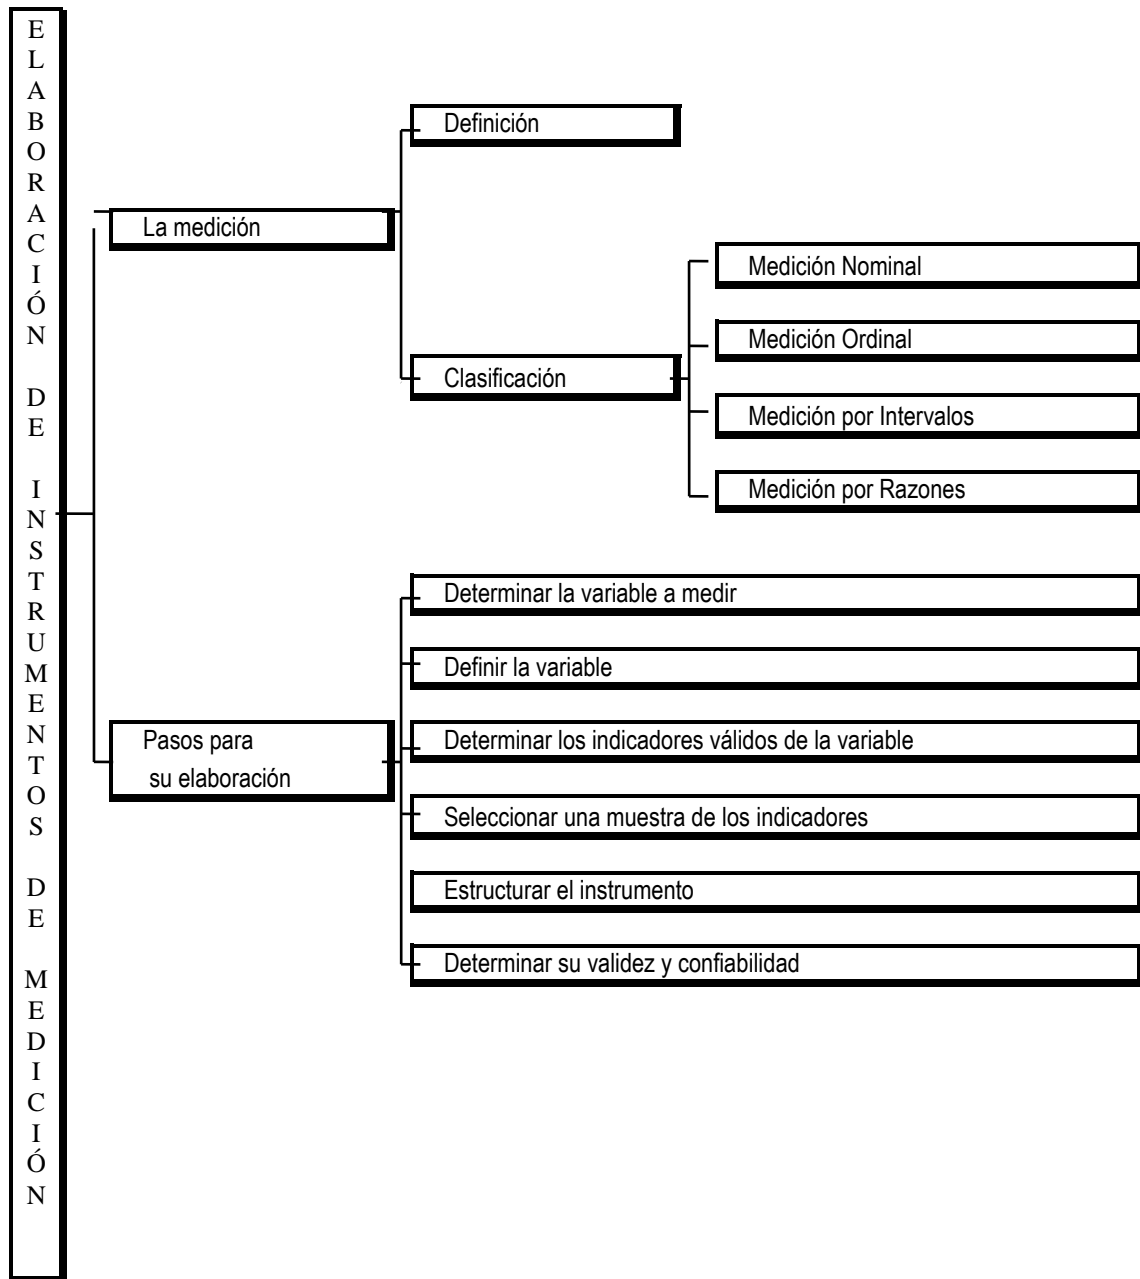 ELABORACIÓN DE INSTRUMENTOS DE MEDICIÓN
La medición
Definición
Clasificación
Medición Nominal
Medición Ordinal
Medición por Intervalos
Medición por Razones
Pasos para
su elaboración
Determinar la variable a medir
Definir la variable
Determinar los indicadores válidos de la variable
Seleccionar una muestra de los indicadores
Estructurar el instrumento
Determinar su validez y confiabilidad